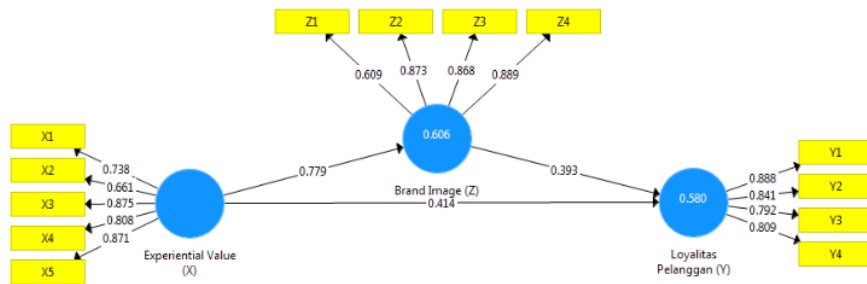 Z1
Z2
Z3
Z4
0.609
0.873
0.868
0.889
X1
X2
X3
X4
X5
0.738
0.661
0.875
0.808
0.871
Experiential Value
(X)
0.779
0.606
Brand Image (Z)
0.393
0.414
0.580
Loyalitas
Pelanggan (Y)
0.888
0.841
0.792
0.809
Y1
Y2
Y3
Y4